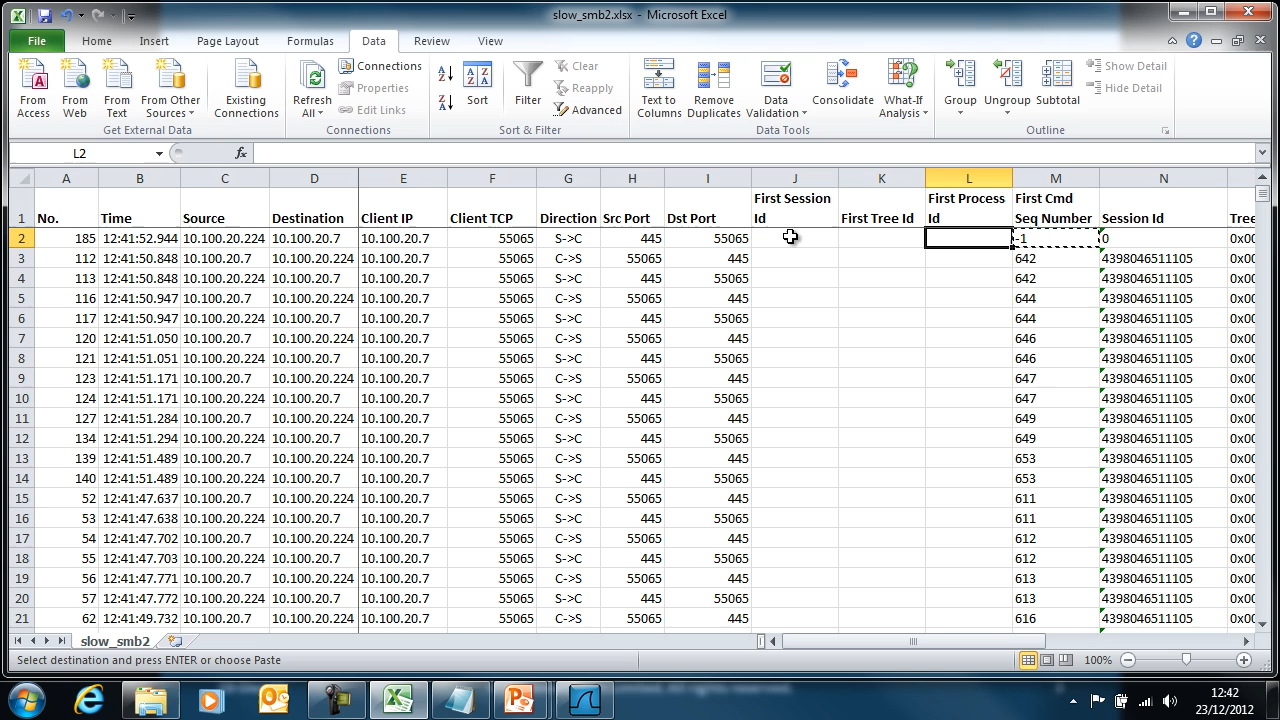 slow_smb2.xlsx - Microsoft Excel
File Home Insert Page Layout Formulas Data Review View
From Access
From Web
From Text
From Other Sources
Existing Connections
Get External Data
Refresh All
Connections
Properties
Edit Links
Connections
Sort
Filter
Clear
Reapply
Advanced
Sort & Filter
Text to Columns
Remove Duplicates
Data Validation
Consolidate
What-If Analysis
Data Tools
Group
Ungroup
Subtotal
Show Detail
Hide Detail
Outline
L2 fx
A B C D E F G H I J K L M N
1 No. Time Source Destination Client IP Client TCP Direction Src Port Dst Port First Session Id First Tree Id First Process Id First Cmd Seq Number Session Id Tree
2 185 12:41:52.944 10.100.20.224 10.100.20.7 10.100.20.7 55065 S->C 445 55065 -1 0 0x00
3 112 12:41:50.848 10.100.20.7 10.100.20.224 10.100.20.7 55065 C->S 55065 445 642 4398046511105 0x00
4 113 12:41:50.848 10.100.20.224 10.100.20.7 10.100.20.7 55065 S->C 445 55065 642 4398046511105 0x00
5 116 12:41:50.947 10.100.20.7 10.100.20.224 10.100.20.7 55065 C->S 55065 445 644 4398046511105 0x00
6 117 12:41:50.947 10.100.20.224 10.100.20.7 10.100.20.7 55065 S->C 445 55065 644 4398046511105 0x00
7 120 12:41:51.050 10.100.20.7 10.100.20.224 10.100.20.7 55065 C->S 55065 445 646 4398046511105 0x00
8 121 12:41:51.051 10.100.20.224 10.100.20.7 10.100.20.7 55065 S->C 445 55065 646 4398046511105 0x00
9 123 12:41:51.171 10.100.20.7 10.100.20.224 10.100.20.7 55065 C->S 55065 445 647 4398046511105 0x00
10 124 12:41:51.171 10.100.20.224 10.100.20.7 10.100.20.7 55065 S->C 445 55065 647 4398046511105 0x00
11 127 12:41:51.284 10.100.20.7 10.100.20.224 10.100.20.7 55065 C->S 55065 445 649 4398046511105 0x00
12 134 12:41:51.294 10.100.20.224 10.100.20.7 10.100.20.7 55065 S->C 445 55065 649 4398046511105 0x00
13 139 12:41:51.489 10.100.20.7 10.100.20.224 10.100.20.7 55065 C->S 55065 445 653 4398046511105 0x00
14 140 12:41:51.489 10.100.20.224 10.100.20.7 10.100.20.7 55065 S->C 445 55065 653 4398046511105 0x00
15 52 12:41:47.637 10.100.20.7 10.100.20.224 10.100.20.7 55065 C->S 55065 445 611 4398046511105 0x00
16 53 12:41:47.638 10.100.20.224 10.100.20.7 10.100.20.7 55065 S->C 445 55065 611 4398046511105 0x00
17 54 12:41:47.702 10.100.20.7 10.100.20.224 10.100.20.7 55065 C->S 55065 445 612 4398046511105 0x00
18 55 12:41:47.703 10.100.20.224 10.100.20.7 10.100.20.7 55065 S->C 445 55065 612 4398046511105 0x00
19 56 12:41:47.771 10.100.20.7 10.100.20.224 10.100.20.7 55065 C->S 55065 445 613 4398046511105 0x00
20 57 12:41:47.772 10.100.20.224 10.100.20.7 10.100.20.7 55065 S->C 445 55065 613 4398046511105 0x00
21 62 12:41:49.732 10.100.20.7 10.100.20.224 10.100.20.7 55065 C->S 55065 445 616 4398046511105 0x00
slow_smb2
Select destination and press ENTER or choose Paste 100%
12:42
23/12/2012